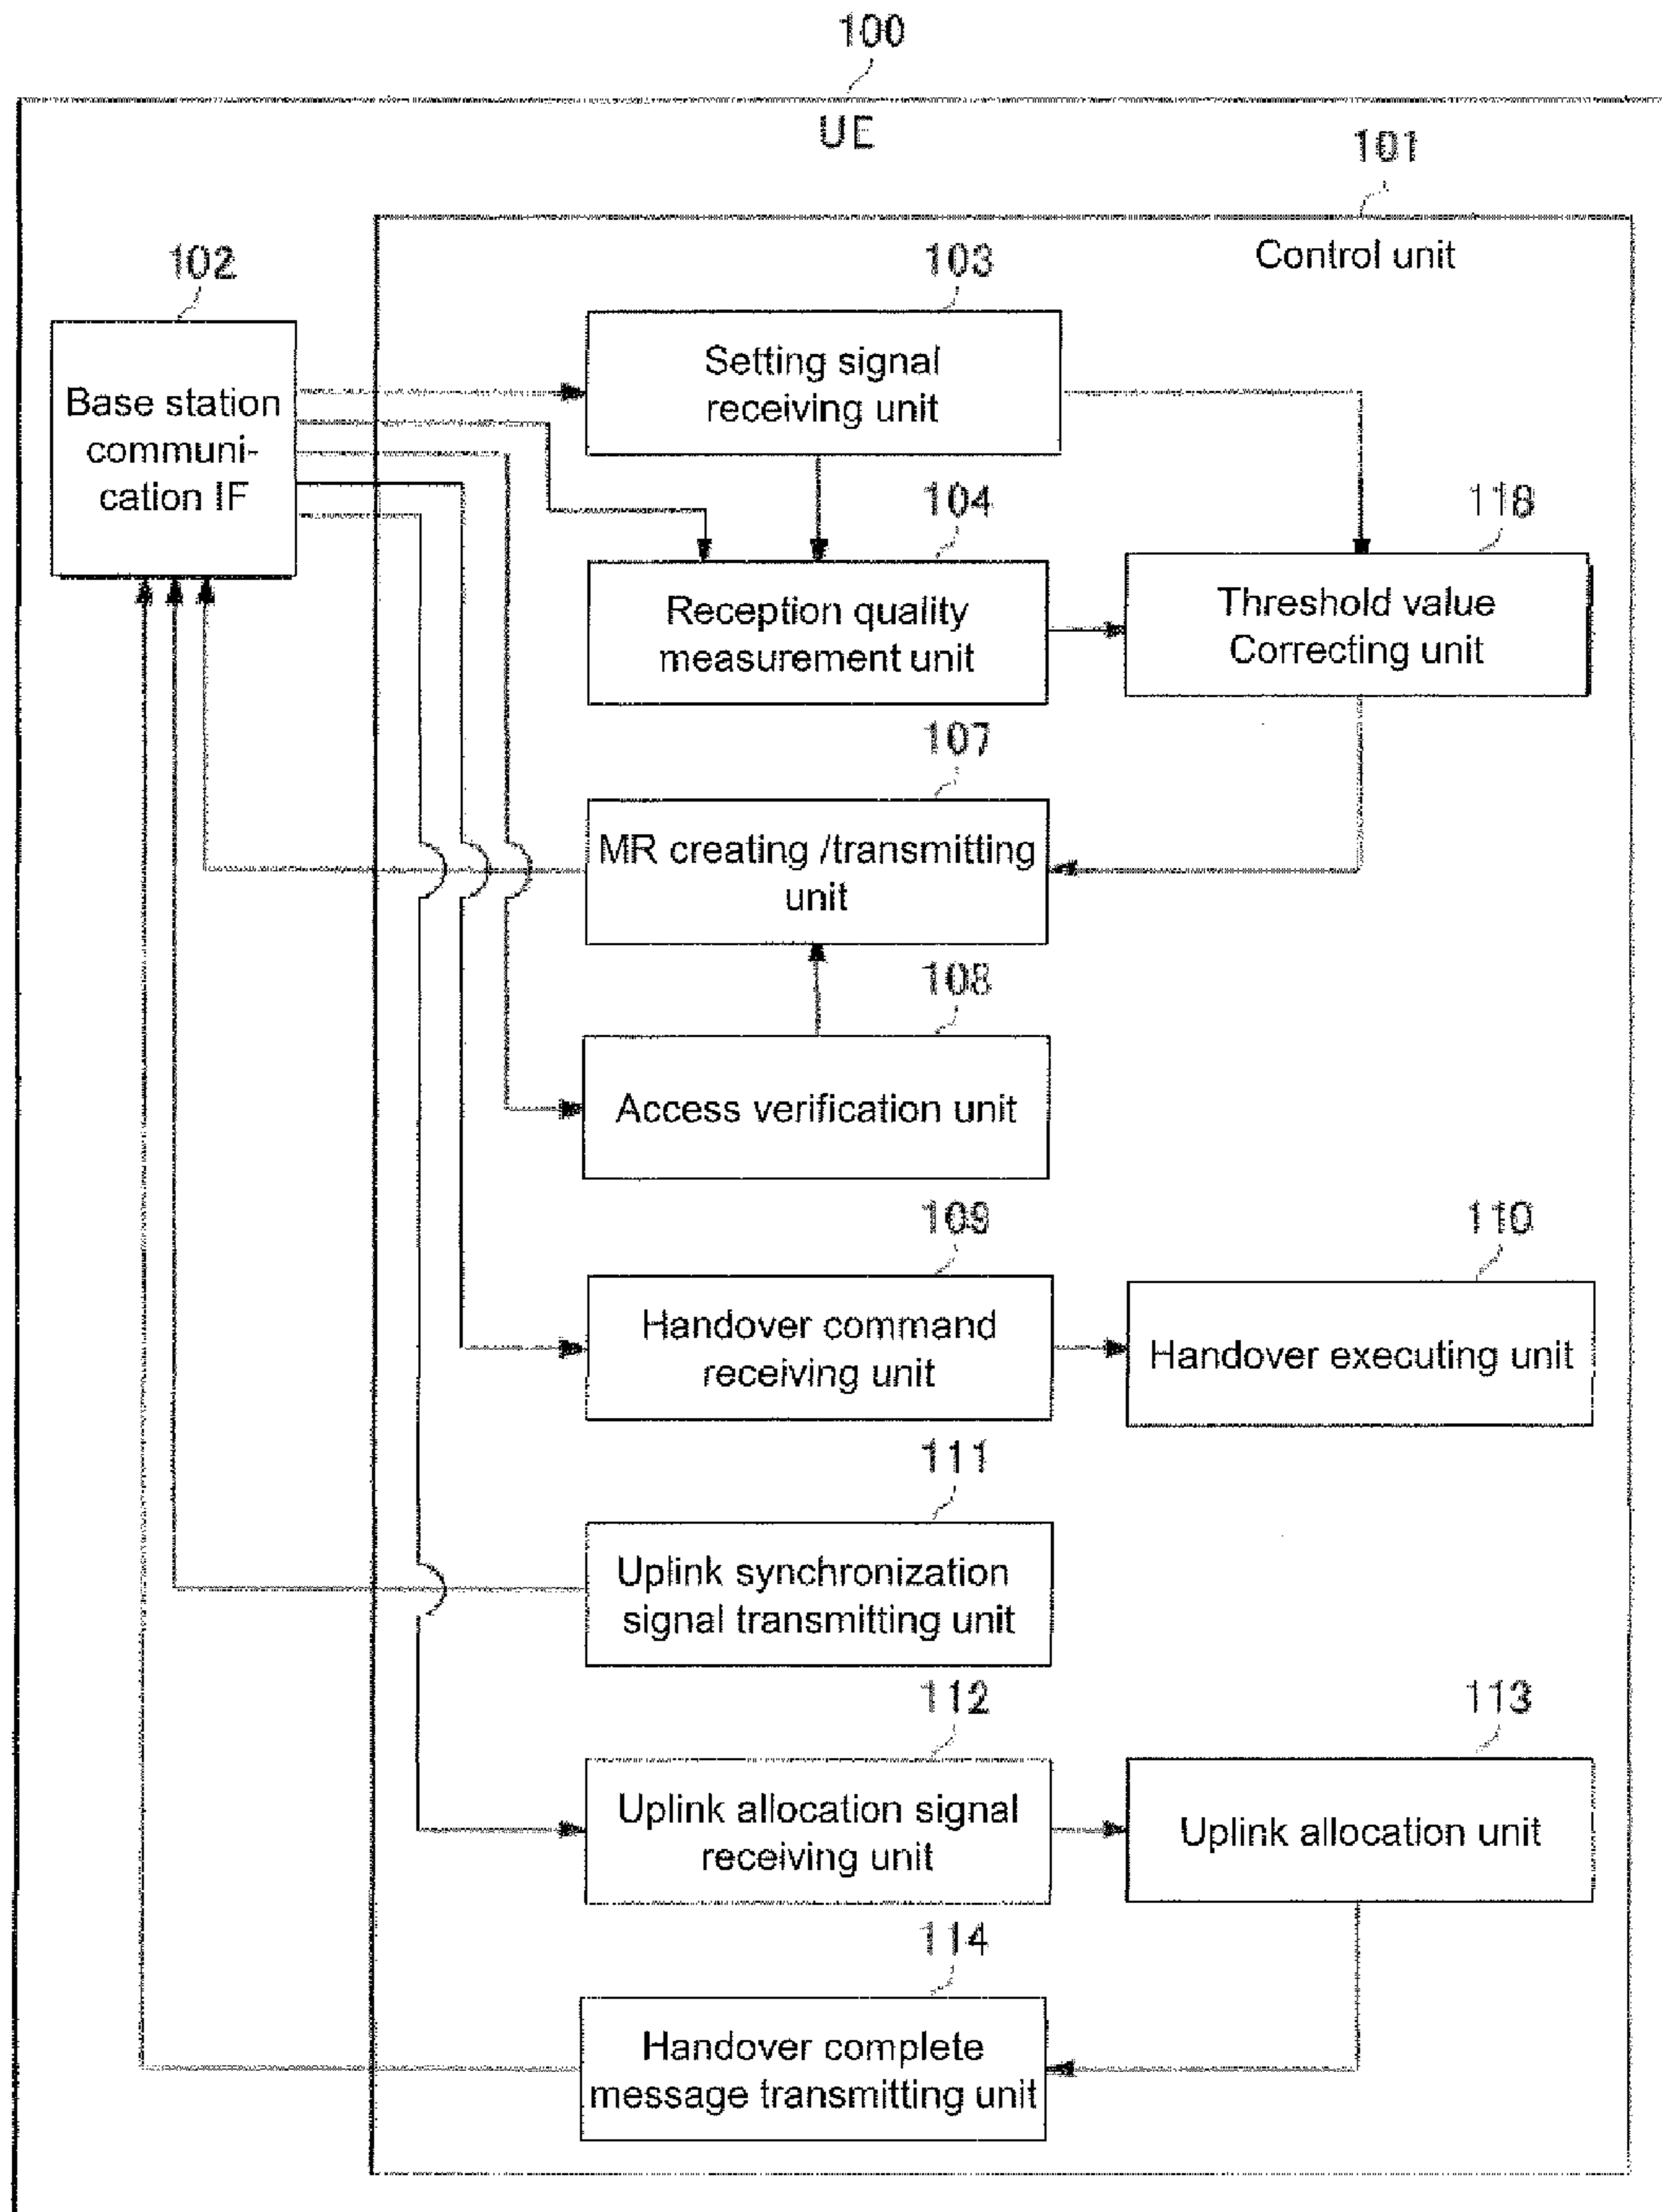 100
UE
101
Control unit
102
Base station
communi-
cation IF
103
Setting signal
receiving unit
104
Reception quality
measurement unit
118
Threshold value
Correcting unit
107
MR creating /transmitting
unit
108
Access verification unit
109
Handover command
receiving unit
110
Handover executing unit
111
Uplink synchronization
signal transmitting unit
112
Uplink allocation signal
receiving unit
113
Uplink allocation unit
114
Handover complete
message transmitting unit